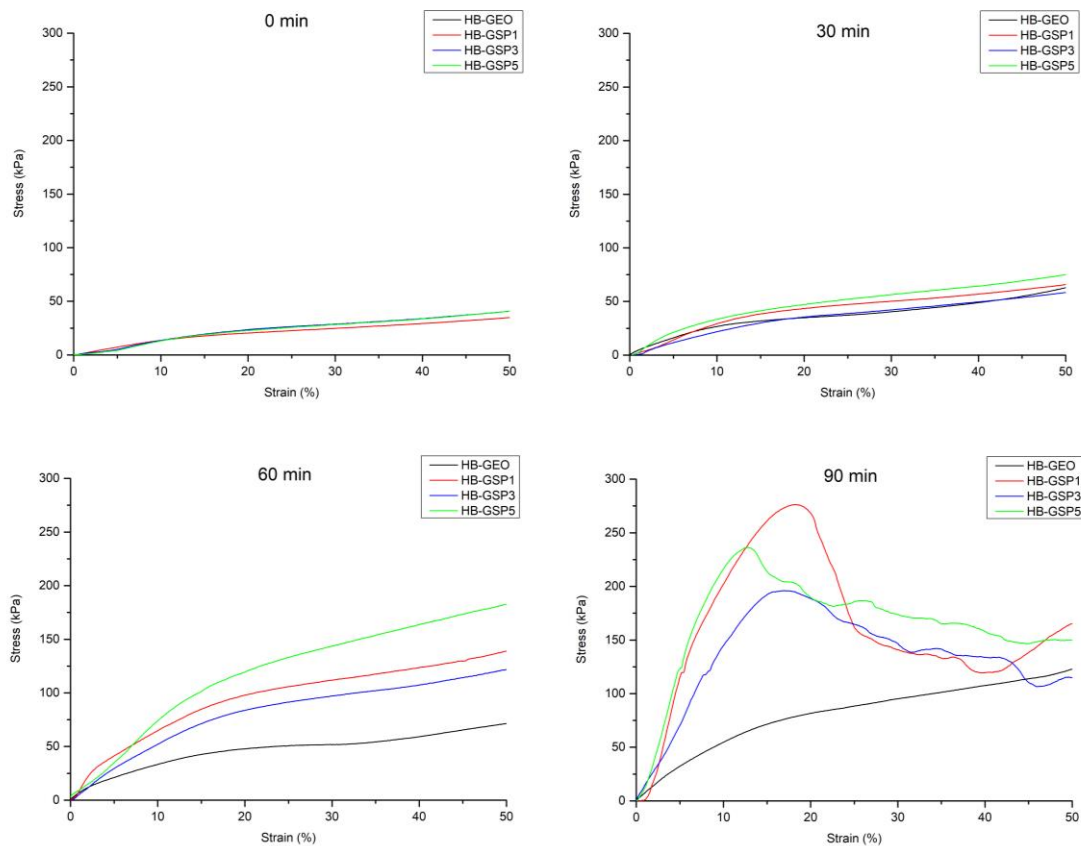 0 min
HB-GEO
HB-GSP1
HB-GSP3
HB-GSP5
300
250
200
150
100
50
0
Stress (kPa)
0 10 20 30 40 50
Strain (%)
30 min
HB-GEO
HB-GSP1
HB-GSP3
HB-GSP5
300
250
200
150
100
50
0
Stress (kPa)
0 10 20 30 40 50
Strain (%)
60 min
HB-GEO
HB-GSP1
HB-GSP3
HB-GSP5
300
250
200
150
100
50
0
Stress (kPa)
0 10 20 30 40 50
Strain (%)
90 min
HB-GEO
HB-GSP1
HB-GSP3
HB-GSP5
300
250
200
150
100
50
0
Stress (kPa)
0 10 20 30 40 50
Strain (%)